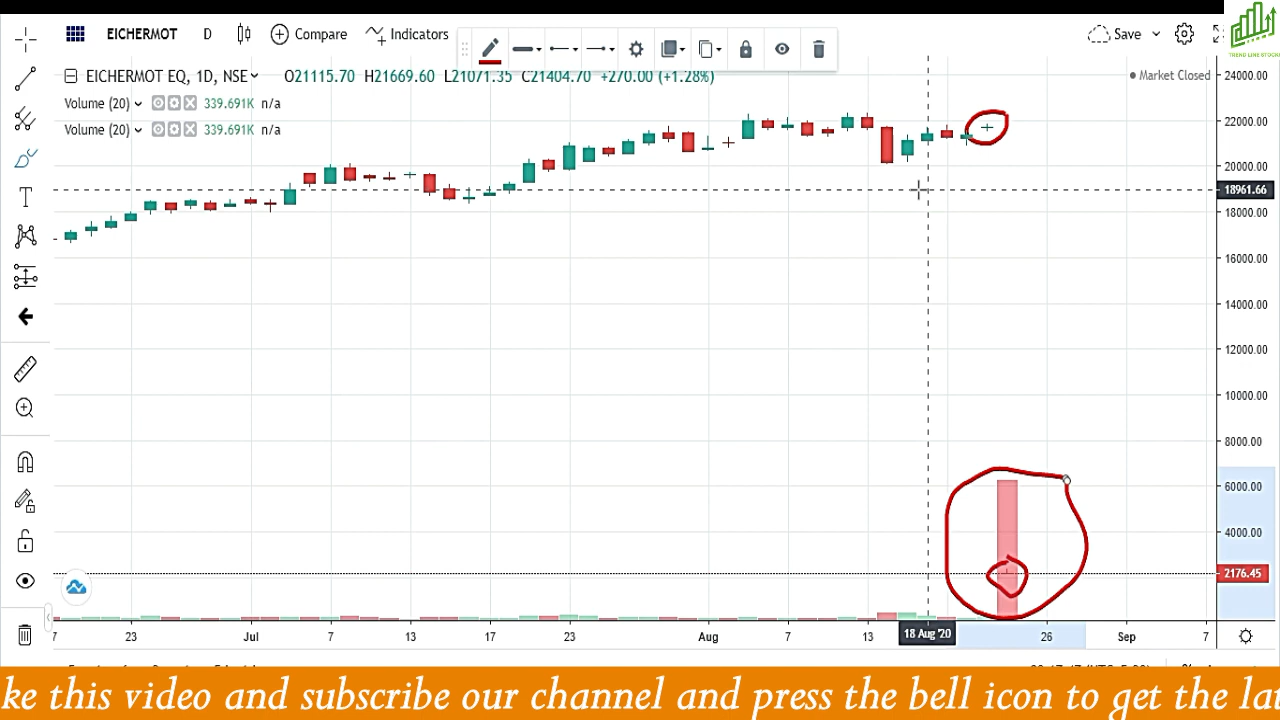 EICHERMOT D Compare Indicators Save
TREND LINE STOCKS
EICHERMOT EQ, 1D, NSE O21115.70 H21669.60 L21071.35 C21404.70 +270.00 (+1.28%)
Market Closed
Volume (20) 339.691K n/a
Volume (20) 339.691K n/a
24000.00
22000.00
20000.00
18961.66
18000.00
16000.00
14000.00
12000.00
10000.00
8000.00
6000.00
4000.00
2176.45
7 23 Jul 7 13 17 23 Aug 7 13 18 Aug '20 26 Sep 7
ke this video and subscribe our channel and press the bell icon to get the la